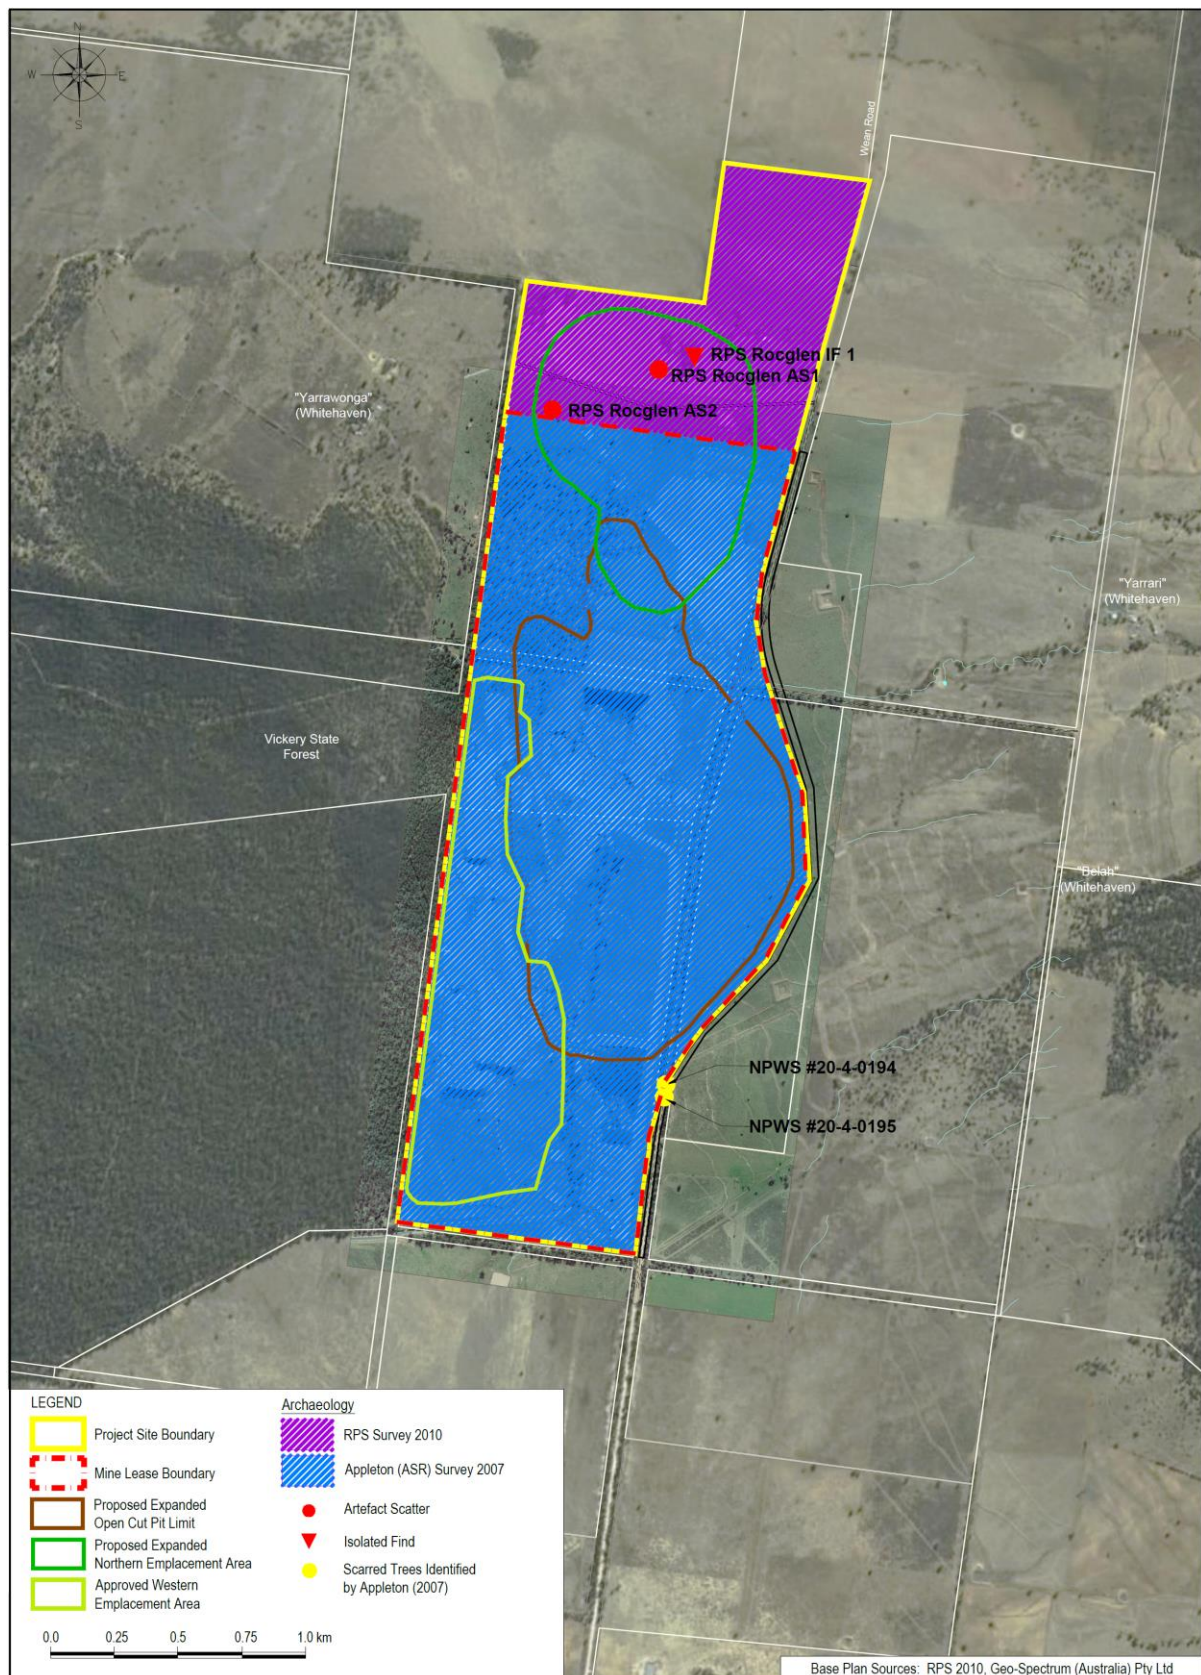 N
W E
S
Wean Road
RPS Rocglen IF 1
RPS Rocglen AS1
RPS Rocglen AS2
"Yarrawonga"
(Whitehaven)
"Yarrari"
(Whitehaven)
Vickery State
Forest
"Belah"
(Whitehaven)
NPWS #20-4-0194
NPWS #20-4-0195
LEGEND
Project Site Boundary
Mine Lease Boundary
Proposed Expanded
Open Cut Pit Limit
Proposed Expanded
Northern Emplacement Area
Approved Western
Emplacement Area
Archaeology
RPS Survey 2010
Appleton (ASR) Survey 2007
Artefact Scatter
Isolated Find
Scarred Trees Identified
by Appleton (2007)
0.0 0.25 0.5 0.75 1.0 km
Base Plan Sources: RPS 2010, Geo-Spectrum (Australia) Pty Ltd